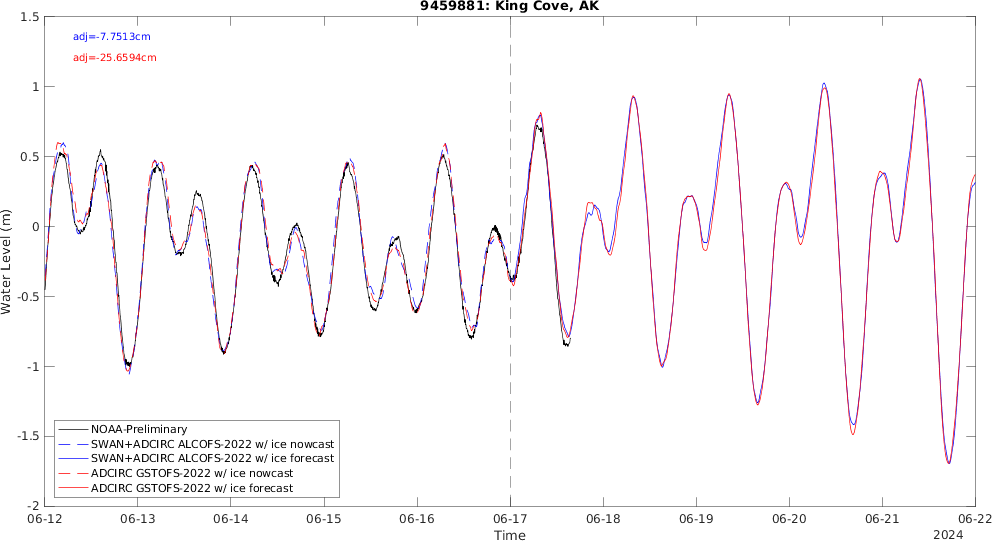 9459881: King Cove, AK
adj=-7.7513cm
adj=-25.6594cm
1.5
1
0.5
0
-0.5
-1
-1.5
-2
Water Level (m)
NOAA-Preliminary
SWAN+ADCIRC ALCOFS-2022 w/ ice nowcast
SWAN+ADCIRC ALCOFS-2022 w/ ice forecast
ADCIRC GSTOFS-2022 w/ ice nowcast
ADCIRC GSTOFS-2022 w/ ice forecast
06-12 06-13 06-14 06-15 06-16 06-17 06-18 06-19 06-20 06-21 06-22
Time
2024